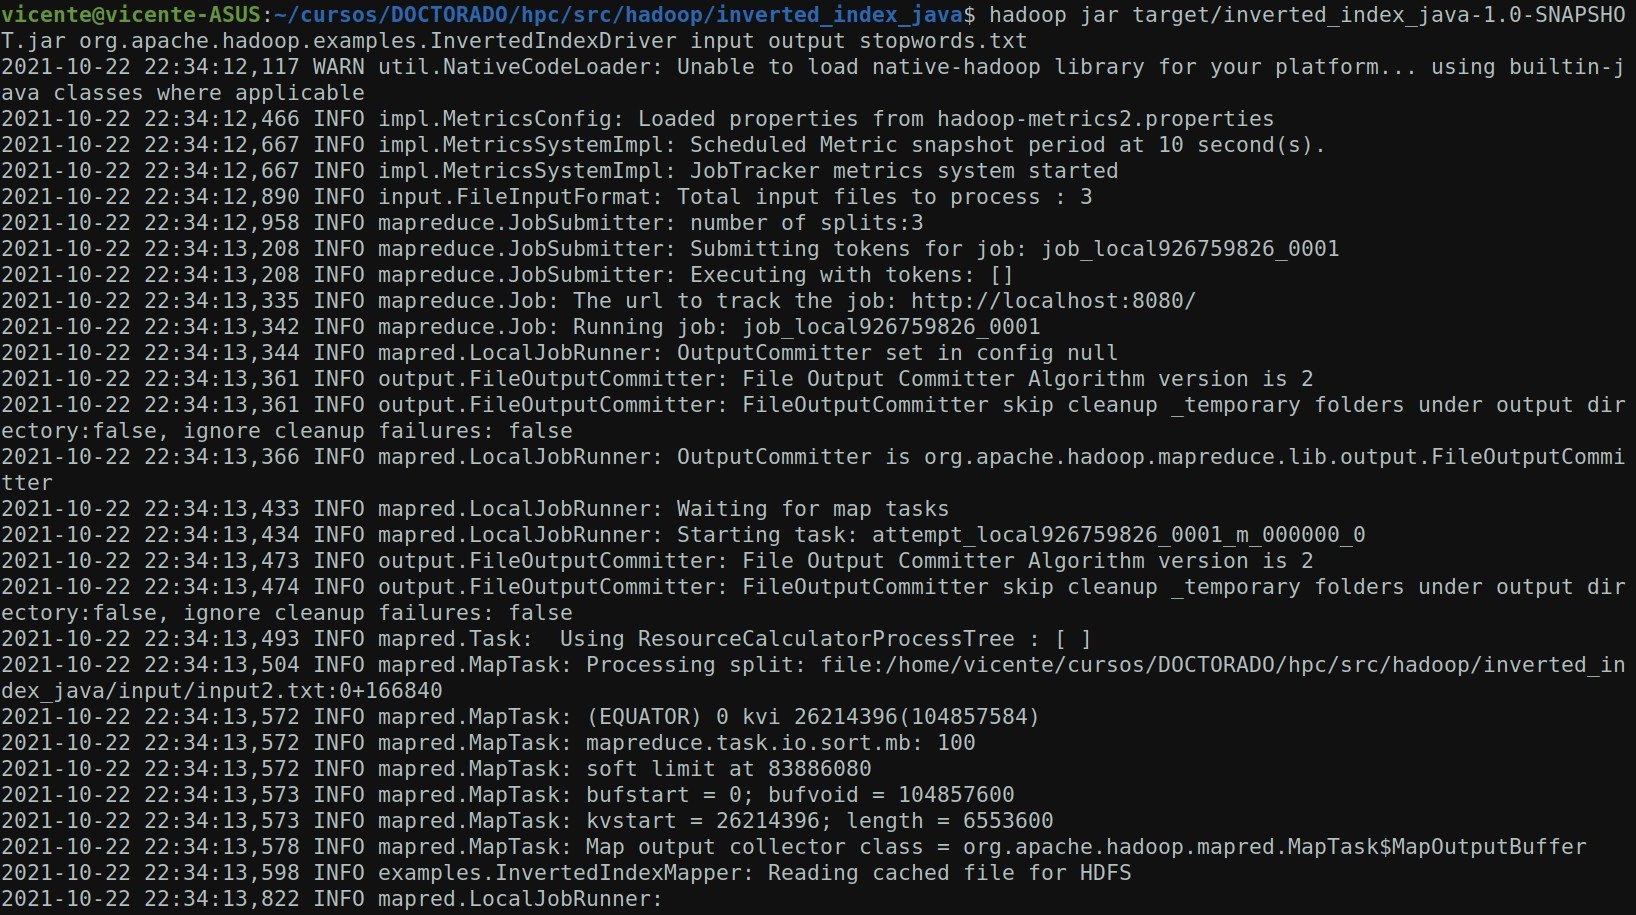 vicente@vicente-ASUS:~/cursos/DOCTORADO/hpc/src/hadoop/inverted_index_java$ hadoop jar target/inverted_index_java-1.0-SNAPSHO
T.jar org.apache.hadoop.examples.InvertedIndexDriver input output stopwords.txt
2021-10-22 22:34:12,117 WARN util.NativeCodeLoader: Unable to load native-hadoop library for your platform... using builtin-j
ava classes where applicable
2021-10-22 22:34:12,466 INFO impl.MetricsConfig: Loaded properties from hadoop-metrics2.properties
2021-10-22 22:34:12,667 INFO impl.MetricsSystemImpl: Scheduled Metric snapshot period at 10 second(s).
2021-10-22 22:34:12,667 INFO impl.MetricsSystemImpl: JobTracker metrics system started
2021-10-22 22:34:12,890 INFO input.FileInputFormat: Total input files to process : 3
2021-10-22 22:34:12,958 INFO mapreduce.JobSubmitter: number of splits:3
2021-10-22 22:34:13,208 INFO mapreduce.JobSubmitter: Submitting tokens for job: job_local926759826_0001
2021-10-22 22:34:13,208 INFO mapreduce.JobSubmitter: Executing with tokens: []
2021-10-22 22:34:13,335 INFO mapreduce.Job: The url to track the job: http://localhost:8080/
2021-10-22 22:34:13,342 INFO mapreduce.Job: Running job: job_local926759826_0001
2021-10-22 22:34:13,344 INFO mapred.LocalJobRunner: OutputCommitter set in config null
2021-10-22 22:34:13,361 INFO output.FileOutputCommitter: File Output Committer Algorithm version is 2
2021-10-22 22:34:13,361 INFO output.FileOutputCommitter: FileOutputCommitter skip cleanup _temporary folders under output dir
ectory:false, ignore cleanup failures: false
2021-10-22 22:34:13,366 INFO mapred.LocalJobRunner: OutputCommitter is org.apache.hadoop.mapreduce.lib.output.FileOutputCommi
tter
2021-10-22 22:34:13,433 INFO mapred.LocalJobRunner: Waiting for map tasks
2021-10-22 22:34:13,434 INFO mapred.LocalJobRunner: Starting task: attempt_local926759826_0001_m_000000_0
2021-10-22 22:34:13,473 INFO output.FileOutputCommitter: File Output Committer Algorithm version is 2
2021-10-22 22:34:13,474 INFO output.FileOutputCommitter: FileOutputCommitter skip cleanup _temporary folders under output dir
ectory:false, ignore cleanup failures: false
2021-10-22 22:34:13,493 INFO mapred.Task:  Using ResourceCalculatorProcessTree : [ ]
2021-10-22 22:34:13,504 INFO mapred.MapTask: Processing split: file:/home/vicente/cursos/DOCTORADO/hpc/src/hadoop/inverted_in
dex_java/input/input2.txt:0+166840
2021-10-22 22:34:13,572 INFO mapred.MapTask: (EQUATOR) 0 kvi 26214396(104857584)
2021-10-22 22:34:13,572 INFO mapred.MapTask: mapreduce.task.io.sort.mb: 100
2021-10-22 22:34:13,572 INFO mapred.MapTask: soft limit at 83886080
2021-10-22 22:34:13,573 INFO mapred.MapTask: bufstart = 0; bufvoid = 104857600
2021-10-22 22:34:13,573 INFO mapred.MapTask: kvstart = 26214396; length = 6553600
2021-10-22 22:34:13,578 INFO mapred.MapTask: Map output collector class = org.apache.hadoop.mapred.MapTask$MapOutputBuffer
2021-10-22 22:34:13,598 INFO examples.InvertedIndexMapper: Reading cached file for HDFS
2021-10-22 22:34:13,822 INFO mapred.LocalJobRunner: